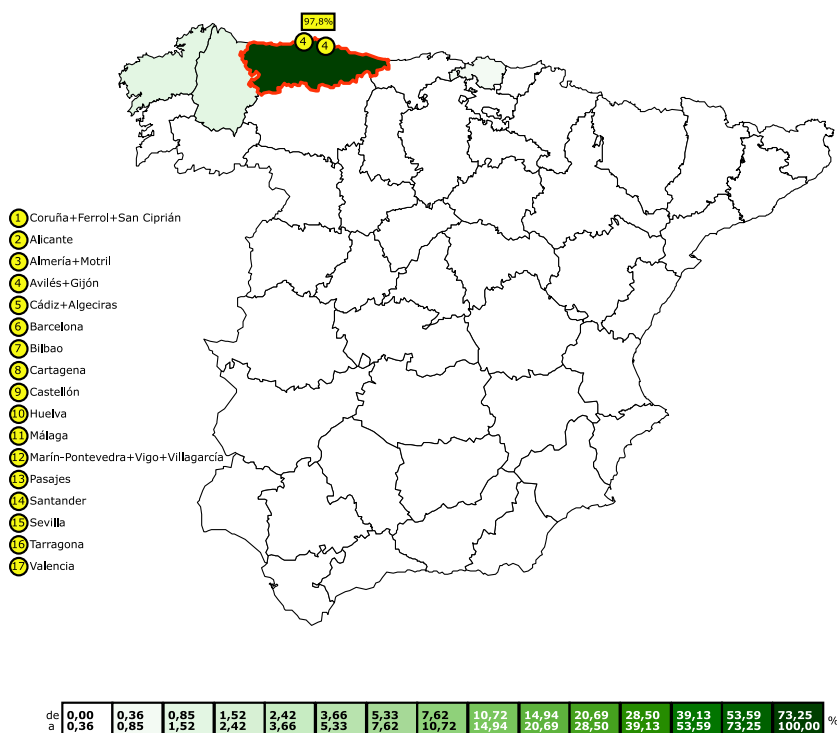 97,8%
4
4
1 Coruña+Ferrol+San Ciprián
2 Alicante
3 Almería+Motril
4 Avilés+Gijón
5 Cádiz+Algeciras
6 Barcelona
7 Bilbao
8 Cartagena
9 Castellón
10 Huelva
11 Málaga
12 Marín-Pontevedra+Vigo+Villagarcía
13 Pasajes
14 Santander
15 Sevilla
16 Tarragona
17 Valencia
de 0,00 0,36 0,85 1,52 2,42 3,66 5,33 7,62 10,72 14,94 20,69 28,50 39,13 53,59 73,25 %
a 0,36 0,85 1,52 2,42 3,66 5,33 7,62 10,72 14,94 20,69 28,50 39,13 53,59 73,25 100,00